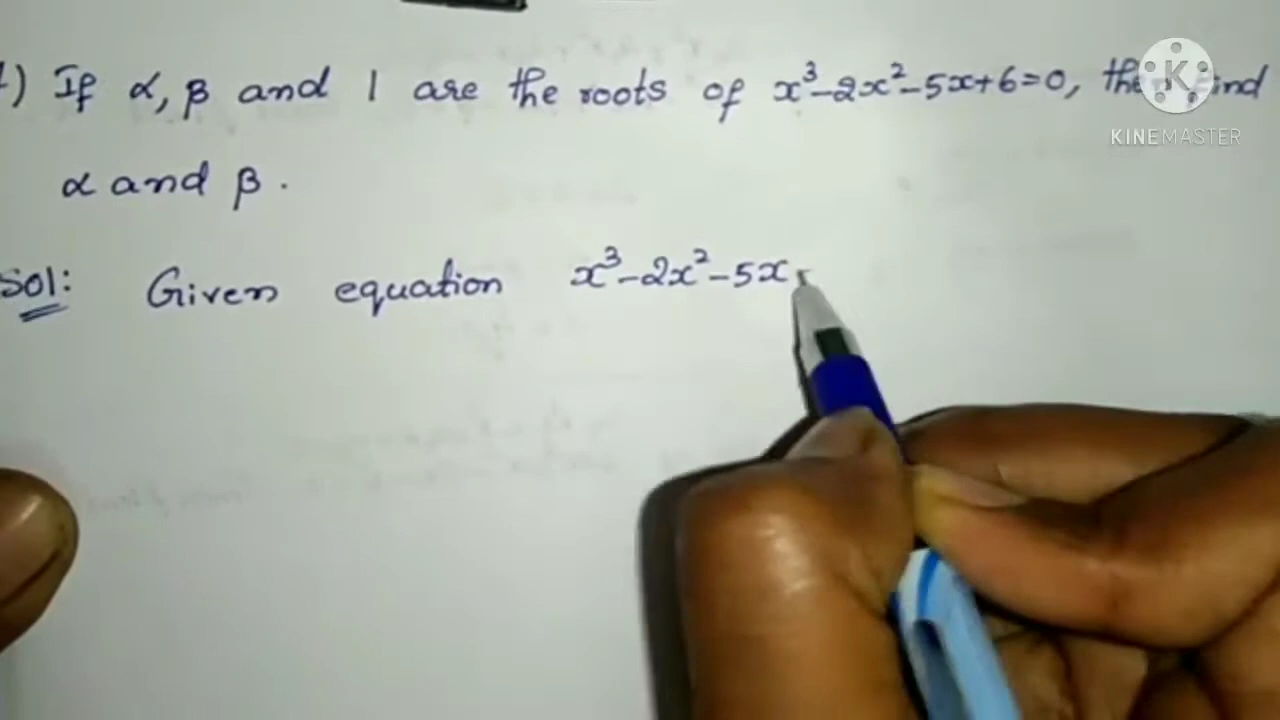 ) If α, β and 1 are the roots of x³-2x²-5x+6=0, the find
α and β.
Sol: Given equation x³-2x²-5x
KINEMASTER